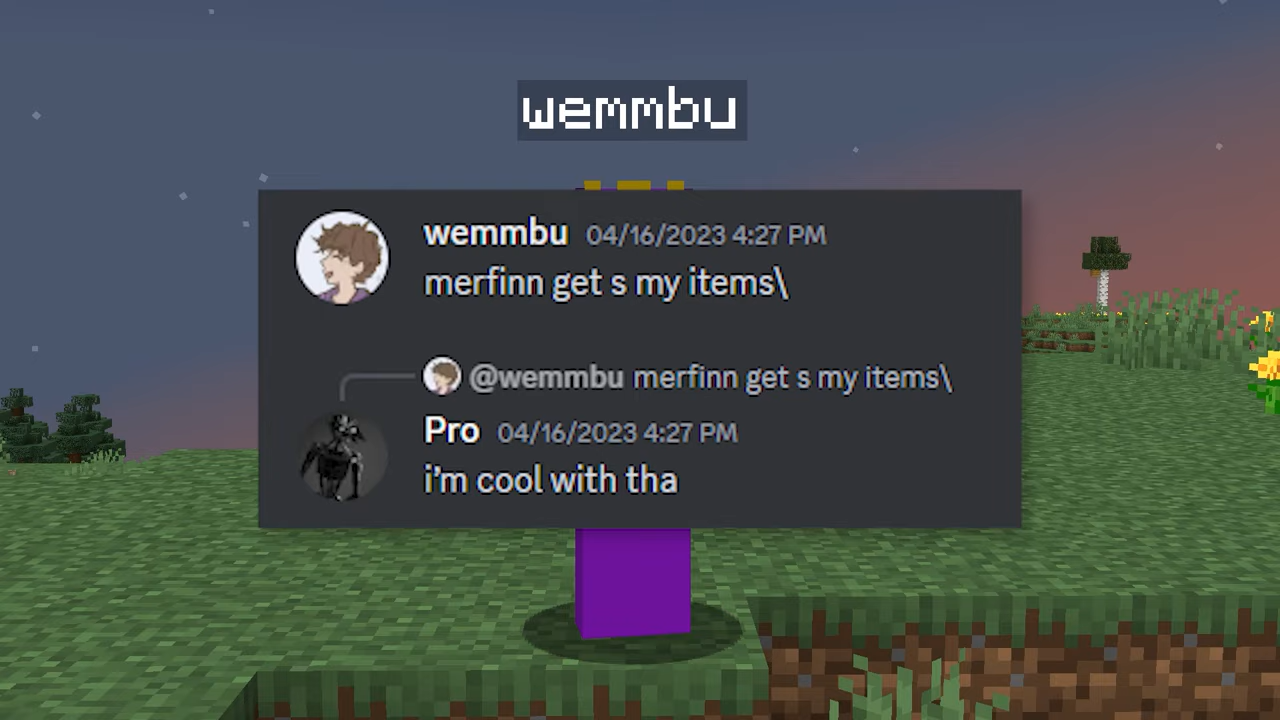 wemmbu
wemmbu 04/16/2023 4:27 PM
merfinn get s my items\
@wemmbu merfinn get s my items\
Pro 04/16/2023 4:27 PM
i'm cool with tha